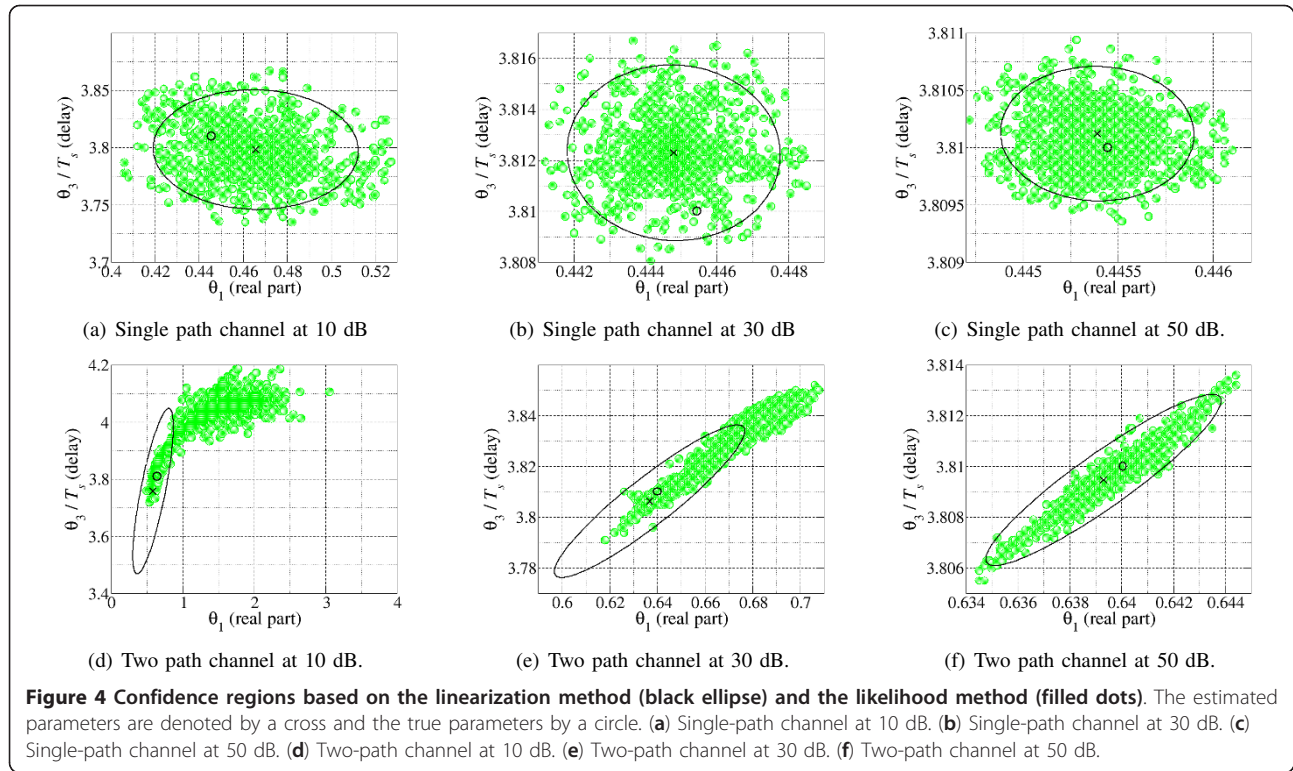 3.85
3.8
3.75
3.7
θ3 / Ts (delay)
0.4 0.42 0.44 0.46 0.48 0.5 0.52
θ1 (real part)
(a) Single path channel at 10 dB
3.816
3.814
3.812
3.81
3.808
θ3 / Ts (delay)
0.442 0.444 0.446 0.448
θ1 (real part)
(b) Single path channel at 30 dB
3.811
3.8105
3.81
3.8095
3.809
θ3 / Ts (delay)
0.445 0.4455 0.446
θ1 (real part)
(c) Single path channel at 50 dB.
4.2
4
3.8
3.6
3.4
θ3 / Ts (delay)
0 1 2 3 4
θ1 (real part)
(d) Two path channel at 10 dB.
3.84
3.82
3.8
3.78
θ3 / Ts (delay)
0.6 0.62 0.64 0.66 0.68 0.7
θ1 (real part)
(e) Two path channel at 30 dB.
3.814
3.812
3.81
3.808
3.806
θ3 / Ts (delay)
0.634 0.636 0.638 0.64 0.642 0.644
θ1 (real part)
(f) Two path channel at 50 dB.
Figure 4 Confidence regions based on the linearization method (black ellipse) and the likelihood method (filled dots). The estimated
parameters are denoted by a cross and the true parameters by a circle. (a) Single-path channel at 10 dB. (b) Single-path channel at 30 dB. (c)
Single-path channel at 50 dB. (d) Two-path channel at 10 dB. (e) Two-path channel at 30 dB. (f) Two-path channel at 50 dB.